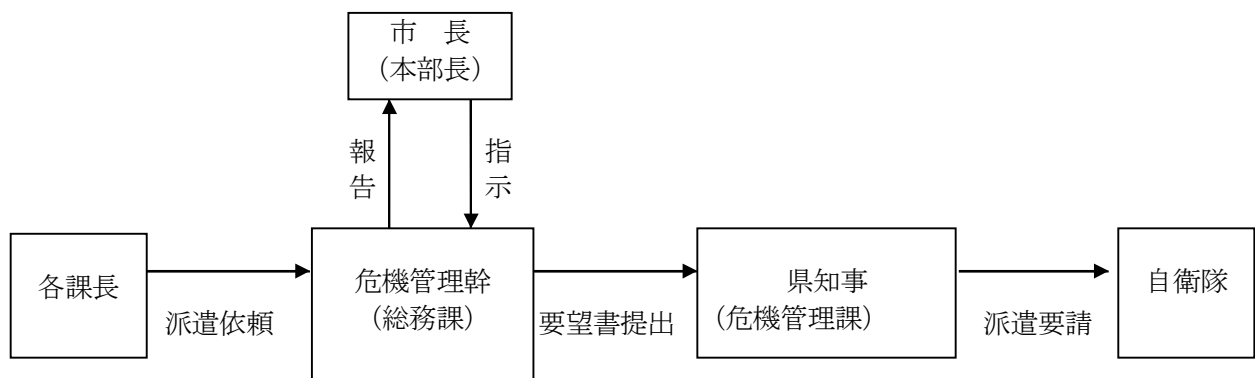 市　長
（本部長）
報告
指示
各課長
派遣依頼
危機管理幹
（総務課）
要望書提出
県知事
（危機管理課）
派遣要請
自衛隊